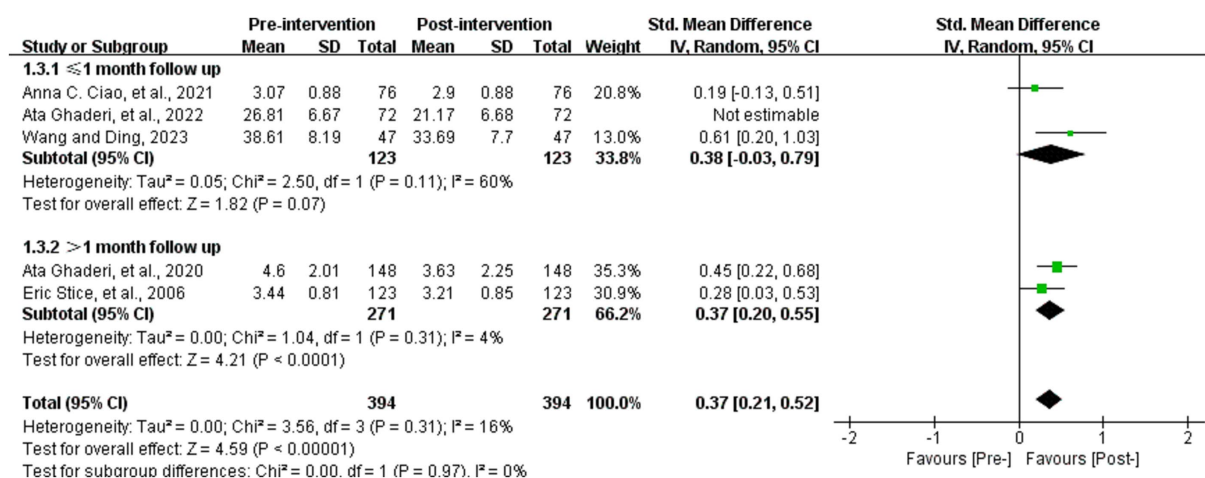 Pre-intervention Post-intervention Std. Mean Difference Std. Mean Difference
Study or Subgroup Mean SD Total Mean SD Total Weight IV, Random, 95% CI IV, Random, 95% CI
1.3.1 ≤1 month follow up
Anna C. Ciao, et al., 2021 3.07 0.88 76 2.9 0.88 76 20.8% 0.19 [-0.13, 0.51]
Ata Ghaderi, et al., 2022 26.81 6.67 72 21.17 6.68 72 Not estimable
Wang and Ding, 2023 38.61 8.19 47 33.69 7.7 47 13.0% 0.61 [0.20, 1.03]
Subtotal (95% CI) 123 123 33.8% 0.38 [-0.03, 0.79]
Heterogeneity: Tau² = 0.05; Chi² = 2.50, df = 1 (P = 0.11); I² = 60%
Test for overall effect: Z = 1.82 (P = 0.07)
1.3.2 >1 month follow up
Ata Ghaderi, et al., 2020 4.6 2.01 148 3.63 2.25 148 35.3% 0.45 [0.22, 0.68]
Eric Stice, et al., 2006 3.44 0.81 123 3.21 0.85 123 30.9% 0.28 [0.03, 0.53]
Subtotal (95% CI) 271 271 66.2% 0.37 [0.20, 0.55]
Heterogeneity: Tau² = 0.00; Chi² = 1.04, df = 1 (P = 0.31); I² = 4%
Test for overall effect: Z = 4.21 (P < 0.0001)
Total (95% CI) 394 394 100.0% 0.37 [0.21, 0.52]
Heterogeneity: Tau² = 0.00; Chi² = 3.56, df = 3 (P = 0.31); I² = 16%
Test for overall effect: Z = 4.59 (P < 0.00001)
Test for subgroup differences: Chi² = 0.00, df = 1 (P = 0.97), I² = 0%
-2 -1 0 1 2
Favours [Pre-] Favours [Post-]